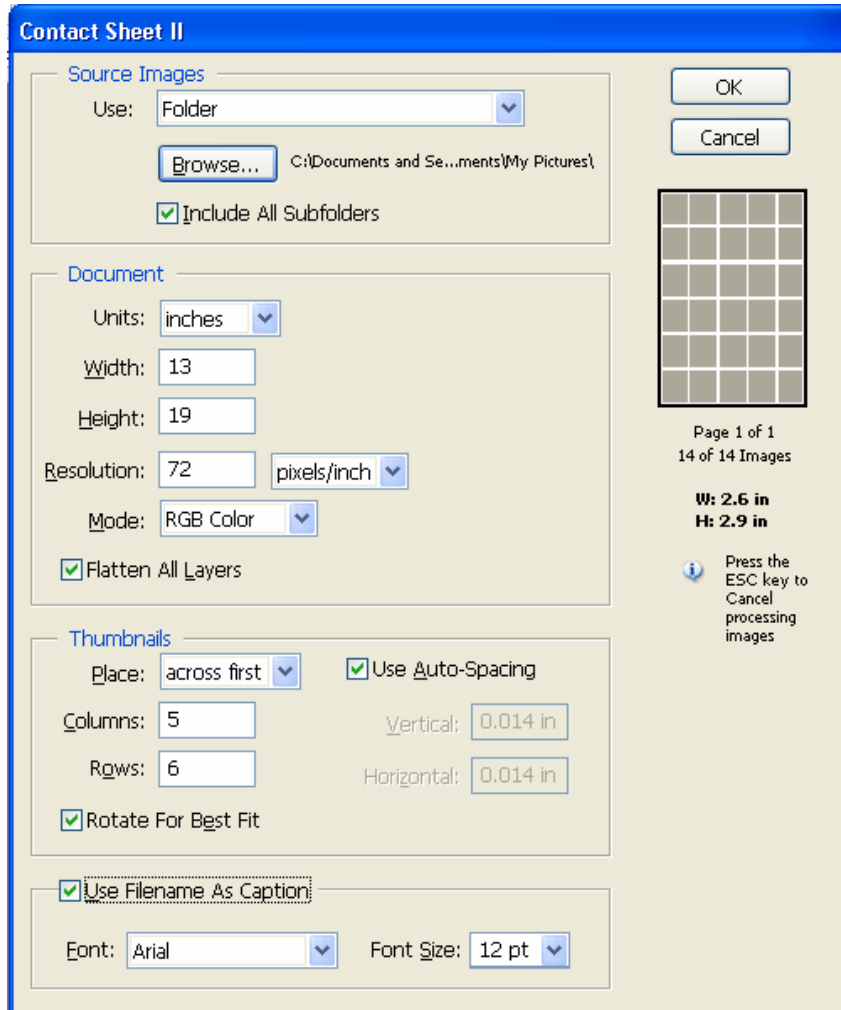 Contact Sheet II
Source Images
Use: Folder
Browse... C:\Documents and Se...ments\My Pictures\
Include All Subfolders
OK
Cancel
Document
Units: inches
Width: 13
Height: 19
Resolution: 72 pixels/inch
Mode: RGB Color
Flatten All Layers
Page 1 of 1
14 of 14 Images
W: 2.6 in
H: 2.9 in
Press the
ESC key to
Cancel
processing
images
Thumbnails
Place: across first Use Auto-Spacing
Columns: 5 Vertical: 0.014 in
Rows: 6 Horizontal: 0.014 in
Rotate For Best Fit
Use Filename As Caption
Font: Arial Font Size: 12 pt